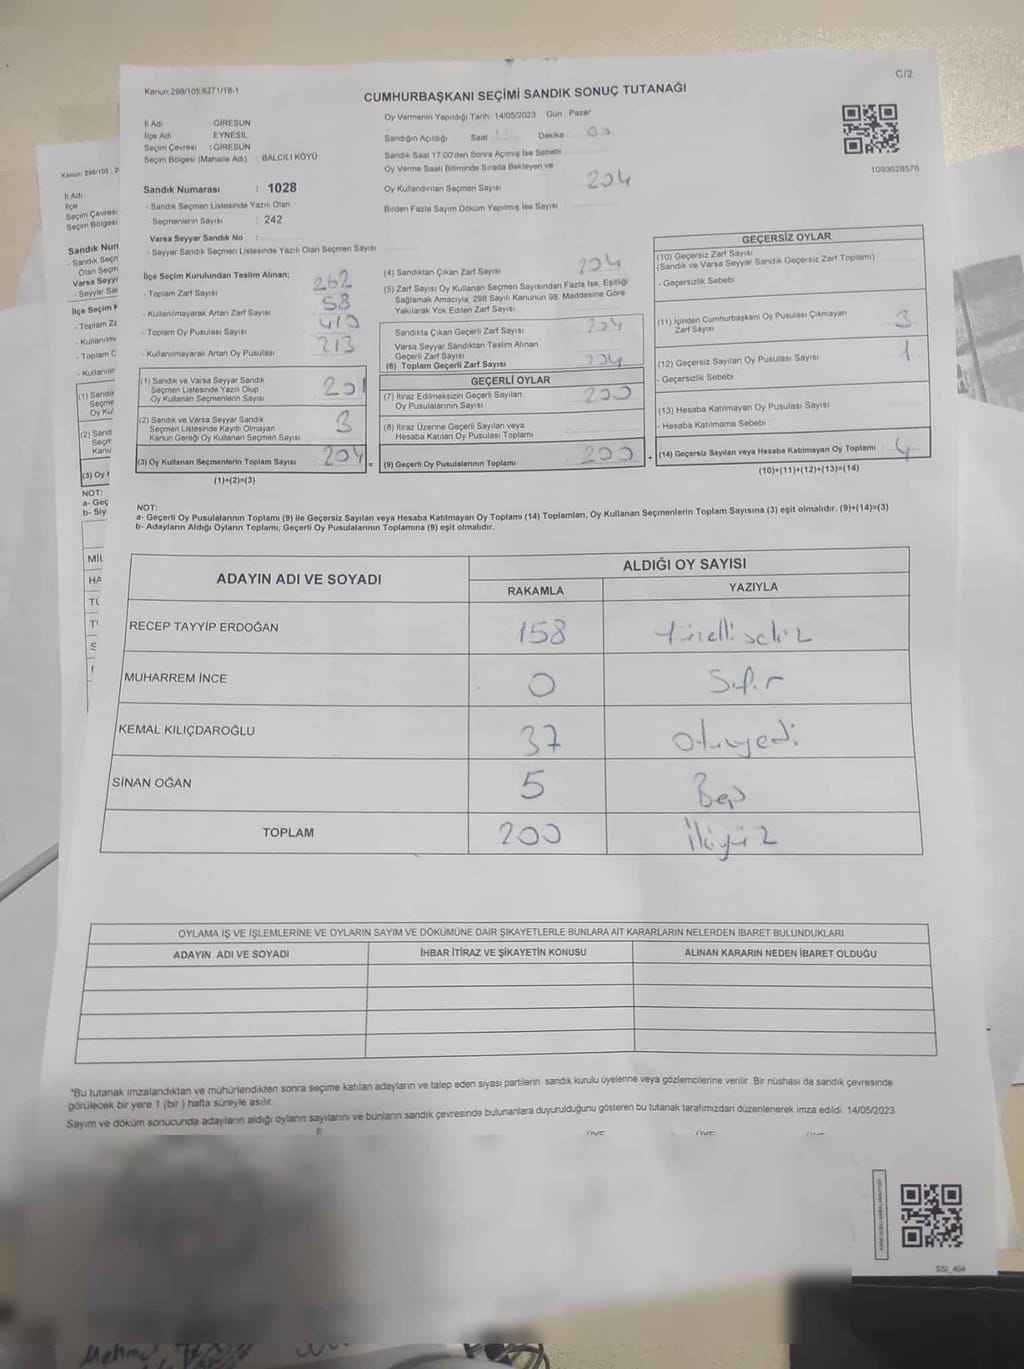 C/2
Kanun:298/105;6271/18-1
CUMHURBAŞKANI SEÇİMİ SANDIK SONUÇ TUTANAĞI
İl Adı : GİRESUN
İlçe Adı : EYNESİL
Seçim Çevresi : GİRESUN
Seçim Bölgesi (Mahalle Adı) : BALCILI KÖYÜ
Sandık Numarası : 1028
- Sandık Seçmen Listesinde Yazılı Olan
Seçmenlerin Sayısı : 242
Varsa Seyyar Sandık No :
- Seyyar Sandık Seçmen Listesinde Yazılı Olan Seçmen Sayısı
Oy Vermenin Yapıldığı Tarih :14/05/2023 Gün : Pazar
Sandığın Açıldığı Saat Dakika
Sandık Saat 17:00'den Sonra Açımış İse Sebebi
Oy Verme Saati Bitiminde Sırada Bekleyen ve
Oy Kullandırılan Seçmen Sayısı 204
Birden Fazla Sayım Döküm Yapılmış İse Sayısı
1093628576
İlçe Seçim Kurulundan Teslim Alınan;
- Toplam Zarf Sayısı 262
- Kullanılmayarak Artan Zarf Sayısı 58
- Toplam Oy Pusulası Sayısı
- Kullanılmayarak Artan Oy Pusulası 213
(1) Sandık ve Varsa Seyyar Sandık
Seçmen Listesinde Yazılı Olup
Oy Kullanan Seçmenlerin Sayısı 201
(2) Sandık ve Varsa Seyyar Sandık
Seçmen Listesinde Kayıtlı Olmayan
Kanun Gereği Oy Kullanan Seçmen Sayısı 3
(3) Oy Kullanan Seçmenlerin Toplam Sayısı 204
(1)+(2)=(3)
(4) Sandıktan Çıkan Zarf Sayısı 204
(5) Zarf Sayısı Oy Kullanan Seçmen Sayısından Fazla İse, Eşitliği
Sağlamak Amacıyla, 298 Sayılı Kanunun 98. Maddesine Göre
Yakılarak Yok Edilen Zarf Sayısı
Sandıkta Çıkan Geçerli Zarf Sayısı 204
Varsa Seyyar Sandıktan Teslim Alınan
Geçerli Zarf Sayısı
(6) Toplam Geçerli Zarf Sayısı 204
GEÇERLİ OYLAR
(7) İtiraz Edilmeksizin Geçerli Sayılan
Oy Pusulalarının Sayısı 200
(8) İtiraz Üzerine Geçerli Sayılan veya
Hesaba Katılan Oy Pusulası Toplamı
= (9) Geçerli Oy Pusulalarının Toplamı 200
GEÇERSİZ OYLAR
(10) Geçersiz Zarf Sayısı
(Sandık ve Varsa Seyyar Sandık Geçersiz Zarf Toplamı)
- Geçersizlik Sebebi
(11) İçinden Cumhurbaşkanı Oy Pusulası Çıkmayan
Zarf Sayısı 3
(12) Geçersiz Sayılan Oy Pusulası Sayısı 1
- Geçersizlik Sebebi
(13) Hesaba Katılmayan Oy Pusulası Sayısı
- Hesaba Katılmama Sebebi
+ (14) Geçersiz Sayılan veya Hesaba Katılmayan Oy Toplamı 4
(10)+(11)+(12)+(13)=(14)
NOT:
a- Geçerli Oy Pusulalarının Toplamı (9) ile Geçersiz Sayılan veya Hesaba Katılmayan Oy Toplamı (14) Toplamları, Oy Kullanan Seçmenlerin Toplam Sayısına (3) eşit olmalıdır. (9)+(14)=(3)
b- Adayların Aldığı Oyların Toplamı, Geçerli Oy Pusulalarının Toplamına (9) eşit olmalıdır.
ADAYIN ADI VE SOYADI
ALDIĞI OY SAYISI
RAKAMLA YAZIYLA
RECEP TAYYİP ERDOĞAN 158 Yüzellisekiz
MUHARREM İNCE 0 Sıfır
KEMAL KILIÇDAROĞLU 37 Otuzyedi
SİNAN OĞAN 5 Beş
TOPLAM 200 İkiyüz
OYLAMA İŞ VE İŞLEMLERİNE VE OYLARIN SAYIM VE DÖKÜMÜNE DAİR ŞİKAYETLERLE BUNLARA AİT KARARLARIN NELERDEN İBARET BULUNDUKLARI
ADAYIN ADI VE SOYADI İHBAR İTİRAZ VE ŞİKAYETİN KONUSU ALINAN KARARIN NEDEN İBARET OLDUĞU
*Bu tutanak imzalandıktan ve mühürlendikten sonra seçime katılan adayların ve talep eden siyasi partilerin sandık kurulu üyelerine veya gözlemcilerine verilir. Bir nüshası da sandık çevresinde
görülecek bir yere 1 (bir) hafta süreyle asılır.
Sayım ve döküm sonucunda adayların aldığı oyların sayılarını ve bunların sandık çevresinde bulunanlara duyurulduğunu gösteren bu tutanak tarafımızdan düzenlenerek imza edildi. 14/05/2023
SSI_404